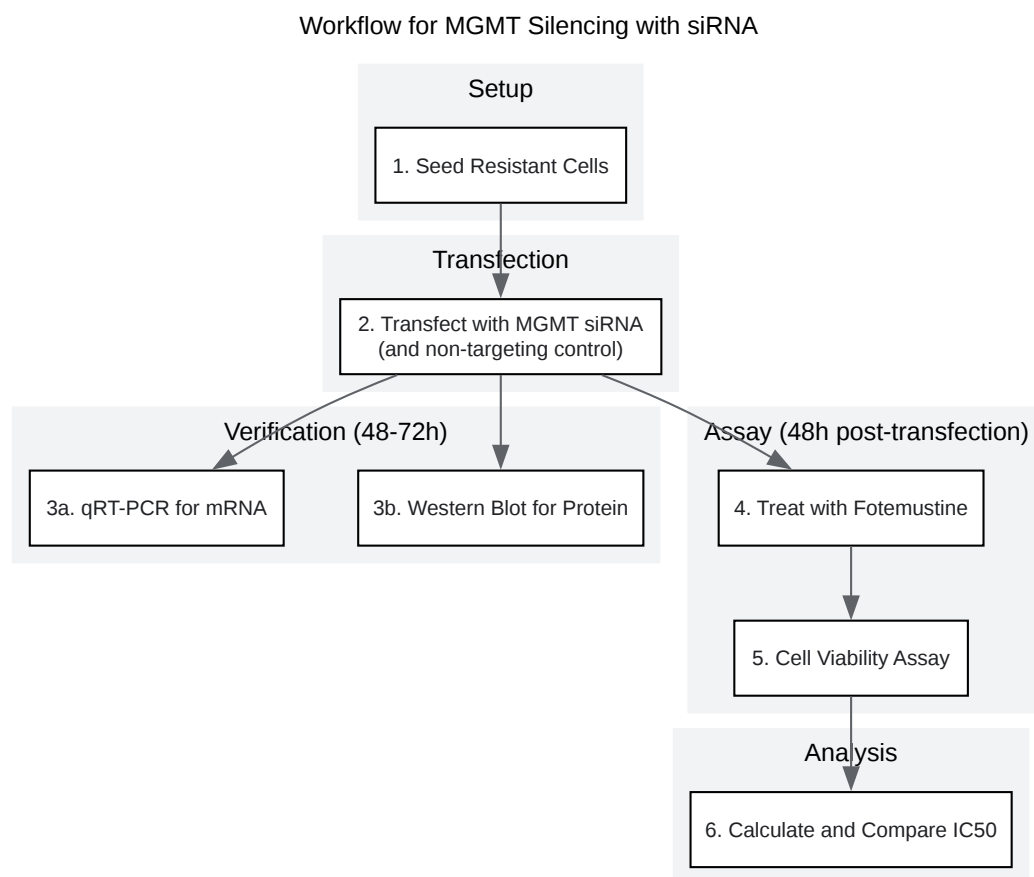 Workflow for MGMT Silencing with siRNA
Setup
1. Seed Resistant Cells
Transfection
2. Transfect with MGMT siRNA
(and non-targeting control)
Verification (48-72h)
3a. qRT-PCR for mRNA
3b. Western Blot for Protein
Assay (48h post-transfection)
4. Treat with Fotemustine
5. Cell Viability Assay
Analysis
6. Calculate and Compare IC50